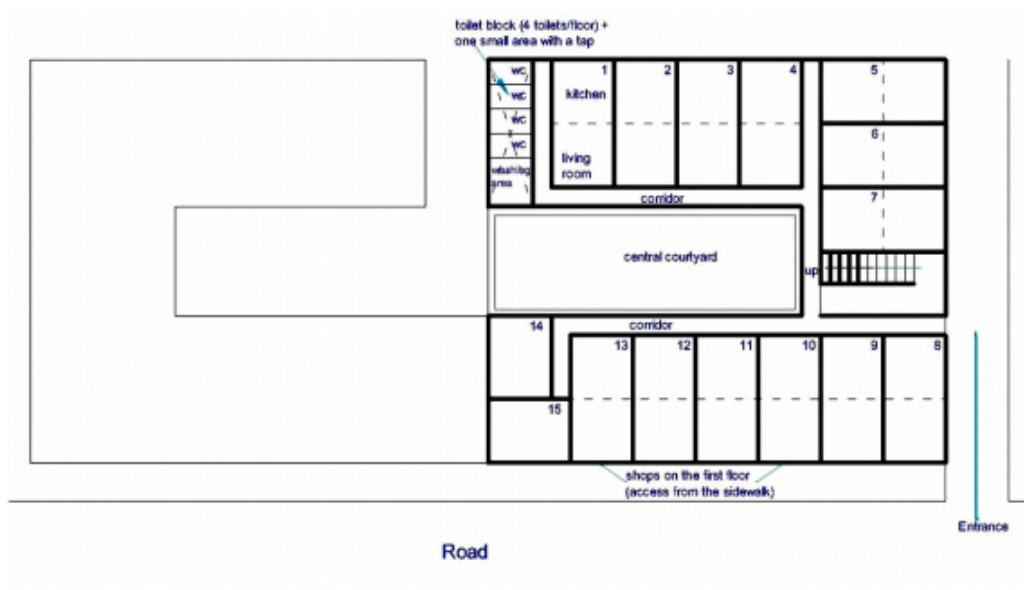 toilet block (4 toilets/floor) +
one small area with a tap
WC
WC
WC
WC
washing
area
1
2
3
4
5
kitchen
living
room
6
7
corridor
central courtyard
up
14
corridor
13
12
11
10
9
8
15
shops on the first floor
(access from the sidewalk)
Entrance
Road